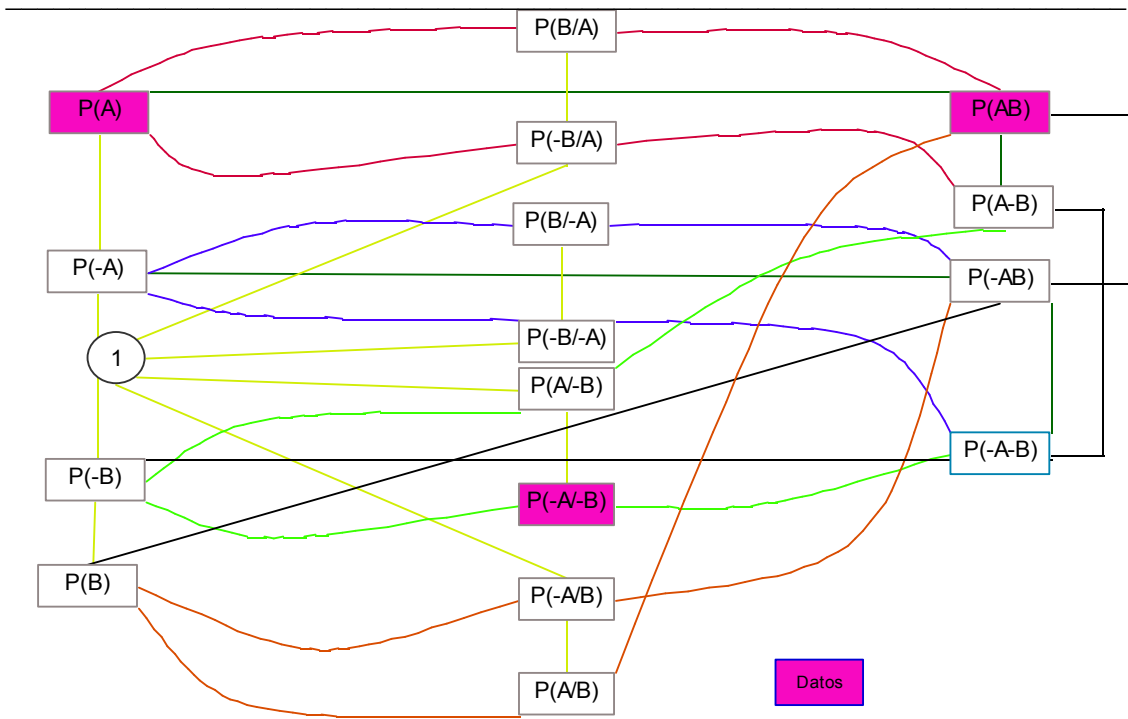 P(B/A)
P(A)
P(AB)
P(-B/A)
P(A-B)
P(B/-A)
P(-A)
P(-AB)
P(-B/-A)
1
P(A/-B)
P(-A-B)
P(-B)
P(-A/-B)
P(B)
P(-A/B)
P(A/B)
Datos